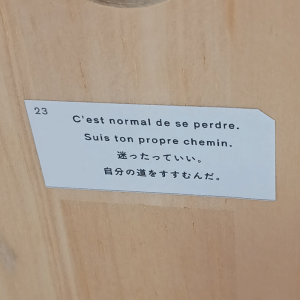 23
C'est normal de se perdre.
Suis ton propre chemin.
迷ったっていい。
自分の道をすすむんだ。